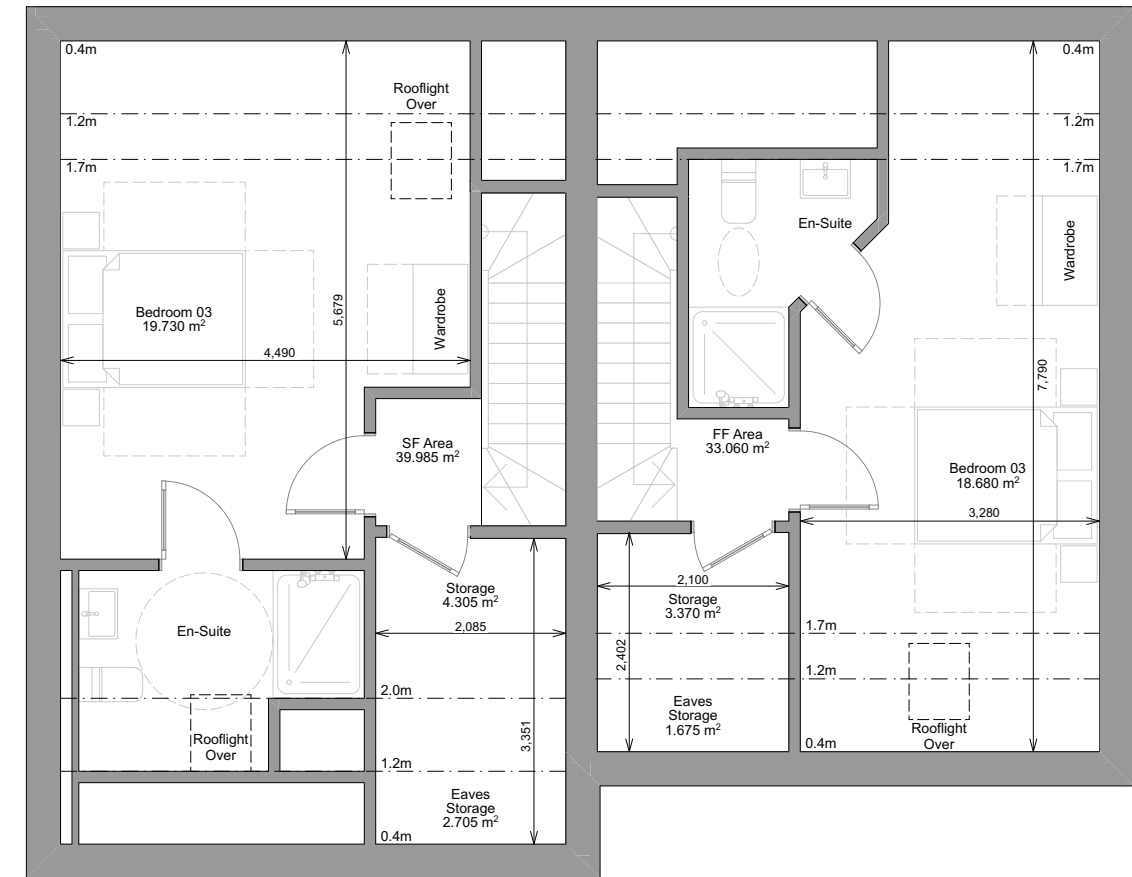 0.4m
0.4m
Rooflight
Over
1.2m
1.2m
1.7m
1.7m
En-Suite
Wardrobe
Bedroom 03
19.730 m²
5,679
Wardrobe
4,490
7,790
SF Area
39.985 m²
FF Area
33.060 m²
Bedroom 03
18.680 m²
3,280
Storage
4.305 m²
2,085
2,100
Storage
3.370 m²
En-Suite
1.7m
2,402
1.2m
2.0m
Eaves
Storage
1.675 m²
Rooflight
Over
3,351
Rooflight
Over
0.4m
1.2m
Eaves
Storage
2.705 m²
0.4m